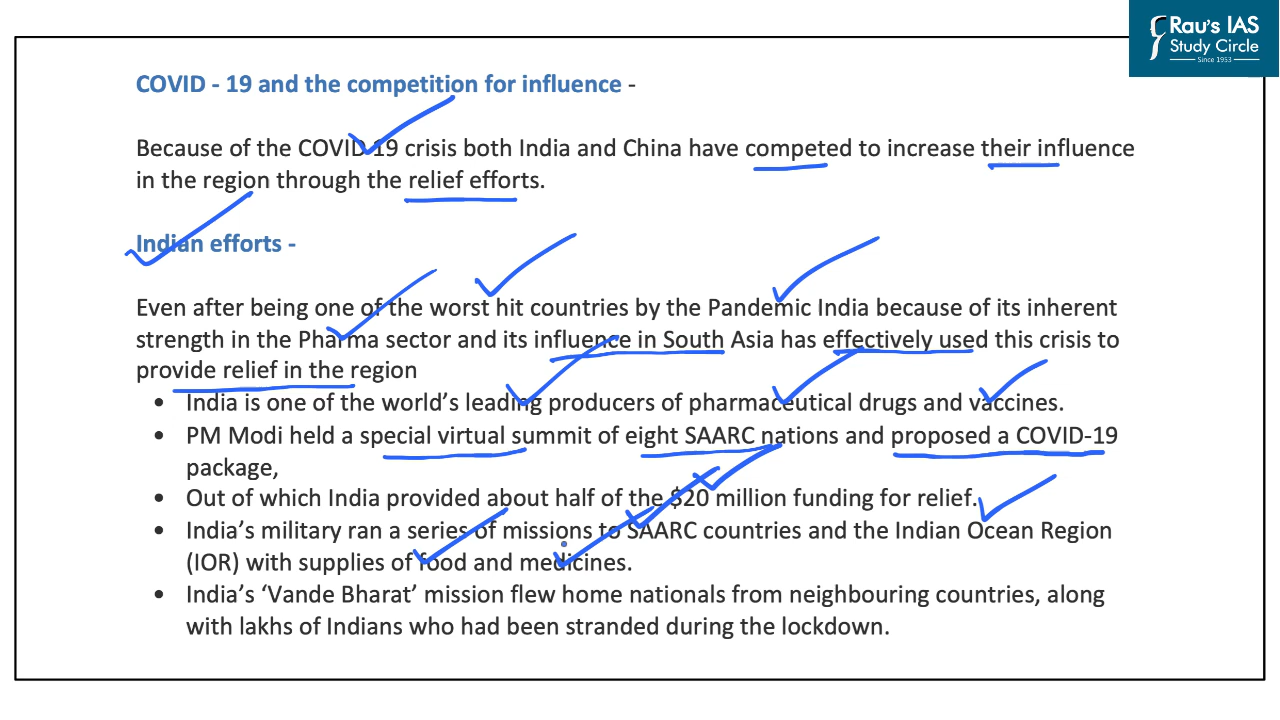 Rau's IAS
Study Circle
Since 1953
COVID - 19 and the competition for influence -
Because of the COVID 19 crisis both India and China have competed to increase their influence
in the region through the relief efforts.
Indian efforts -
Even after being one of the worst hit countries by the Pandemic India because of its inherent
strength in the Pharma sector and its influence in South Asia has effectively used this crisis to
provide relief in the region
• India is one of the world's leading producers of pharmaceutical drugs and vaccines.
• PM Modi held a special virtual summit of eight SAARC nations and proposed a COVID-19
package,
• Out of which India provided about half of the $20 million funding for relief.
• India's military ran a series of missions to SAARC countries and the Indian Ocean Region
(IOR) with supplies of food and medicines.
• India's 'Vande Bharat' mission flew home nationals from neighbouring countries, along
with lakhs of Indians who had been stranded during the lockdown.